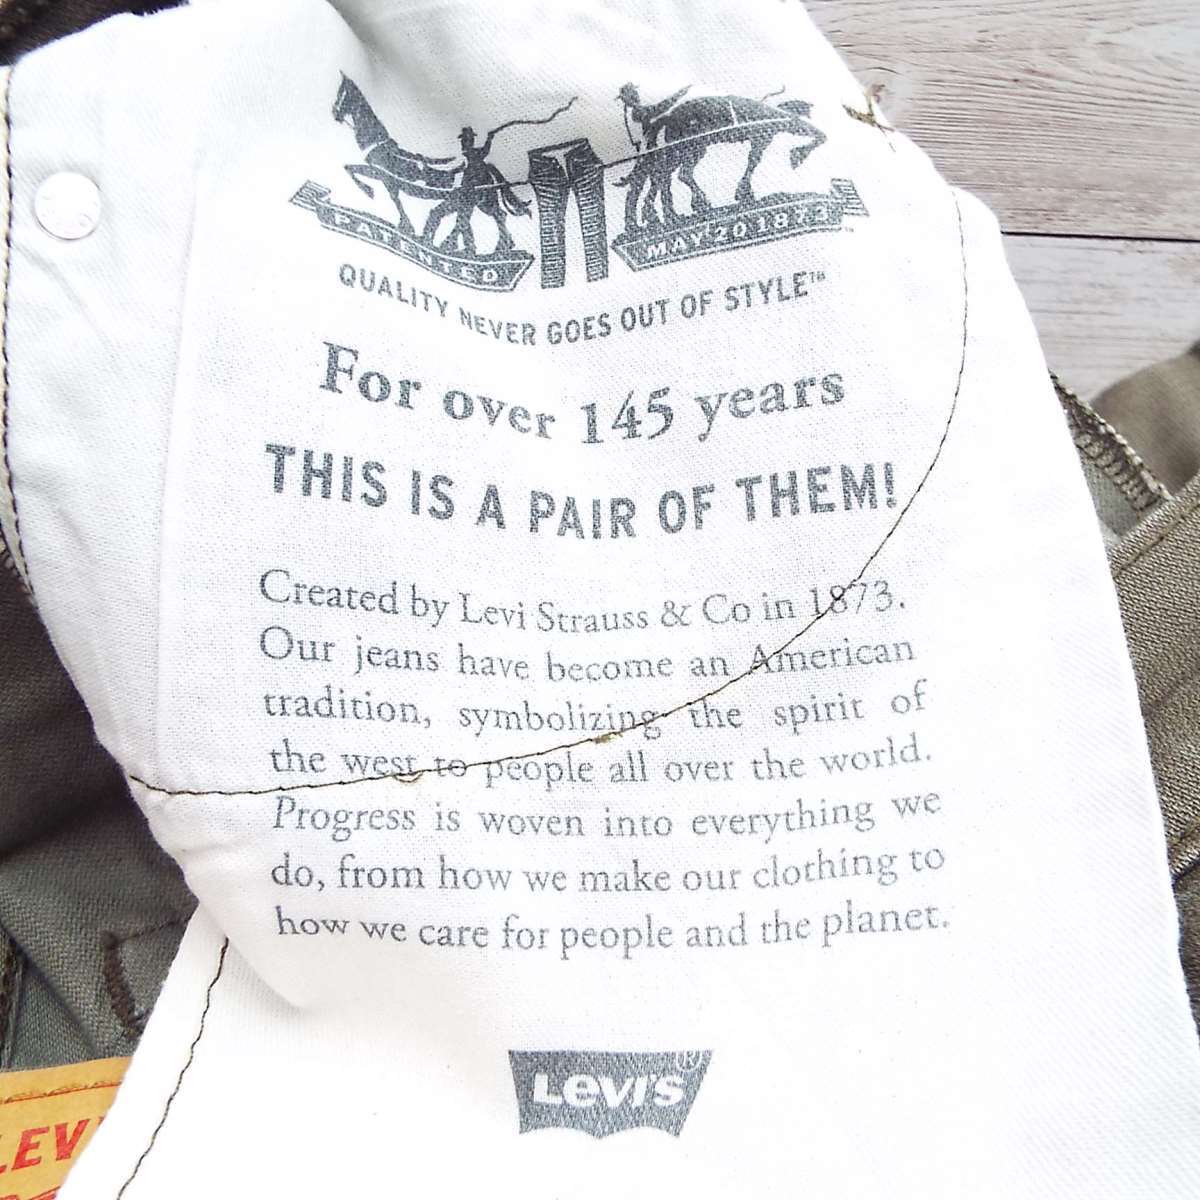 PATENTED
MAY 20 1873
QUALITY NEVER GOES OUT OF STYLE™
For over 145 years
THIS IS A PAIR OF THEM!
Created by Levi Strauss & Co in 1873.
Our jeans have become an American
tradition, symbolizing the spirit of
the west to people all over the world.
Progress is woven into everything we
do, from how we make our clothing to
how we care for people and the planet.
LEVI'S®
LEV